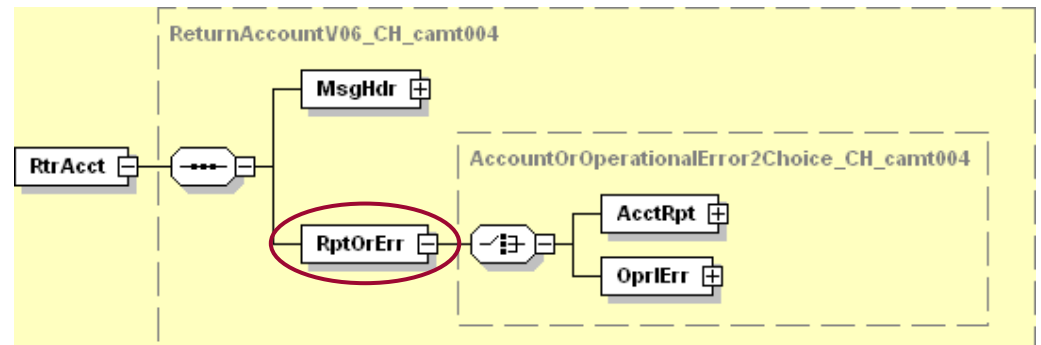 ReturnAccountV06_CH_camt004
MsgHdr
RtrAcct
AccountOrOperationalError2Choice_CH_camt004
AcctRpt
RptOrErr
OprlErr